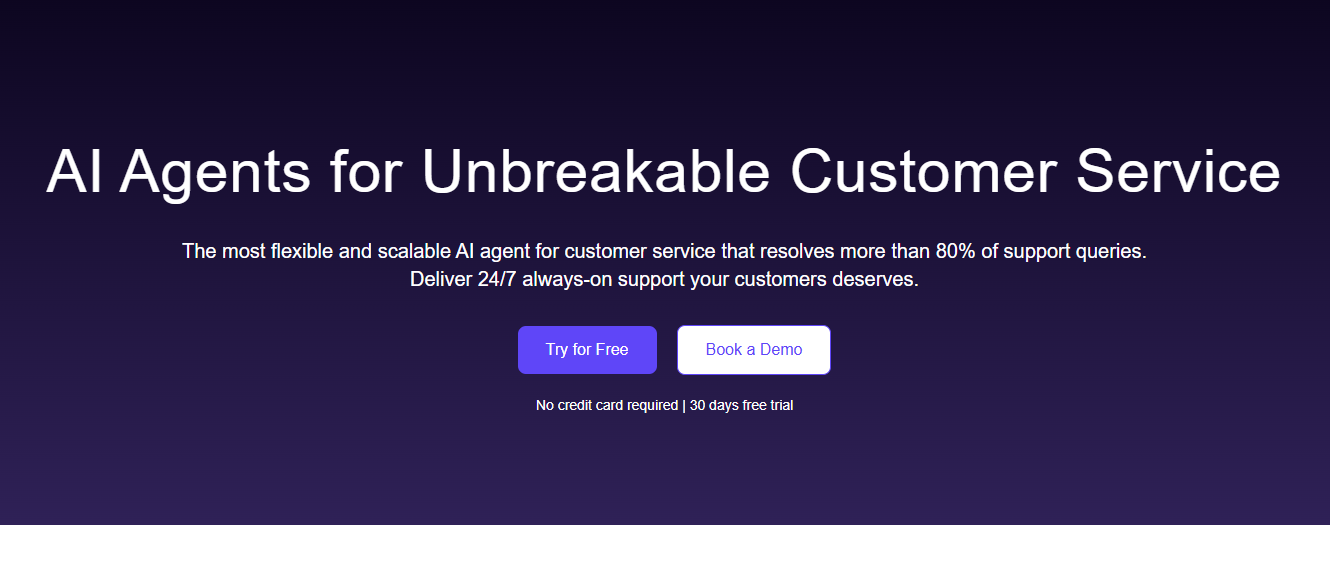 AI Agents for Unbreakable Customer Service
The most flexible and scalable AI agent for customer service that resolves more than 80% of support queries.
Deliver 24/7 always-on support your customers deserves.
Try for Free
Book a Demo
No credit card required | 30 days free trial